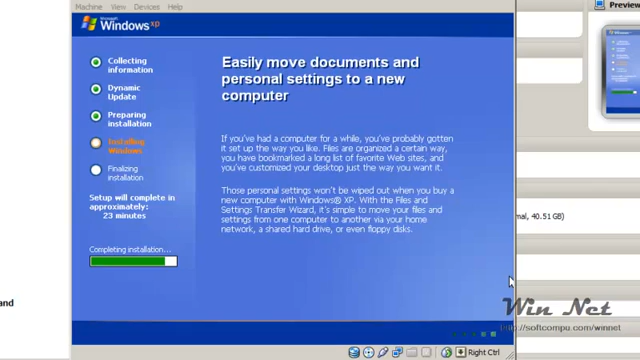 Machine View Devices Help
Preview
Microsoft
Windows xp
Collecting
information
Dynamic
Update
Preparing
installation
Installing
Windows
Finalizing
installation
Setup will complete in
approximately:
23 minutes
Completing installation...
Easily move documents and
personal settings to a new
computer
If you've had a computer for a while, you've probably gotten
it set up the way you like. Files are organized a certain way,
you have bookmarked a long list of favorite Web sites, and
you've customized your desktop just the way you want it.
Those personal settings won't be wiped out when you buy a
new computer with Windows® XP. With the Files and
Settings Transfer Wizard, it's simple to move your files and
settings from one computer to another via your home
network, a shared hard drive, or even floppy disks.
mal, 40.51 GB)
and
Win Net
http://softcompu.com/winnet
Right Ctrl